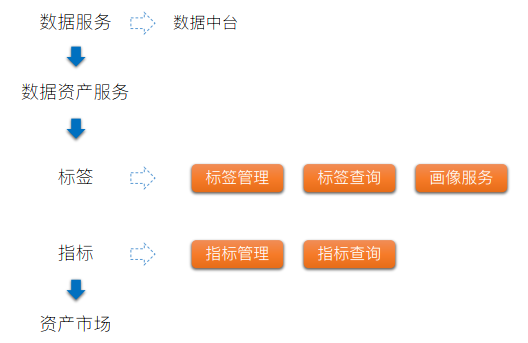 数据服务 数据中台
数据资产服务
标签 标签管理 标签查询 画像服务
指标 指标管理 指标查询
资产市场